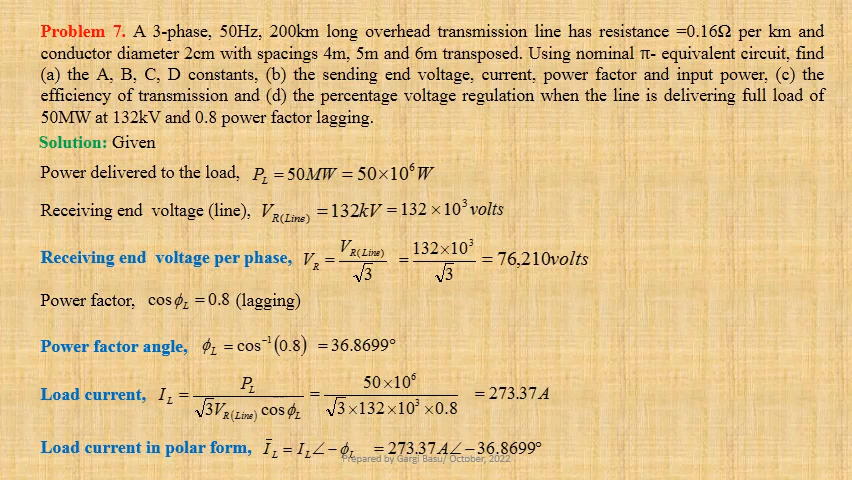 Problem 7. A 3-phase, 50Hz, 200km long overhead transmission line has resistance =0.16Ω per km and
conductor diameter 2cm with spacings 4m, 5m and 6m transposed. Using nominal π- equivalent circuit, find
(a) the A, B, C, D constants, (b) the sending end voltage, current, power factor and input power, (c) the
efficiency of transmission and (d) the percentage voltage regulation when the line is delivering full load of
50MW at 132kV and 0.8 power factor lagging.
Solution: Given
Power delivered to the load, P_L = 50MW = 50×10^6 W
Receiving end voltage (line), V_R(Line) = 132kV = 132 × 10^3 volts
Receiving end voltage per phase, V_R = V_R(Line)/√3 = 132×10^3/√3 = 76,210volts
Power factor, cosϕ_L = 0.8 (lagging)
Power factor angle, ϕ_L = cos^-1(0.8) = 36.8699°
Load current, I_L = P_L/(√3V_R(Line) cosϕ_L) = 50×10^6/(√3×132×10^3×0.8) = 273.37A
Load current in polar form, Ī_L = I_L∠−ϕ_L = 273.37A∠−36.8699°
Prepared by Gargi Basu/ October, 2022